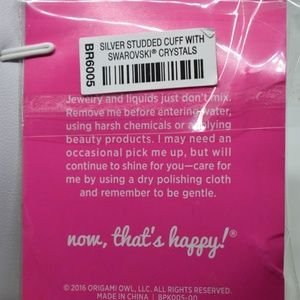 BR6005
SILVER STUDDED CUFF WITH
SWAROVSKI® CRYSTALS
Jewelry and liquids just don't mix.
Remove me before entering water,
using harsh chemicals or applying
beauty products. I may need an
occasional pick me up, but will
continue to shine for you—care for
me by using a dry polishing cloth
and remember to be gentle.
now, that's happy!®
© 2016 ORIGAMI OWL, LLC. ALL RIGHTS RESERVED.
MADE IN CHINA | BPK005-00